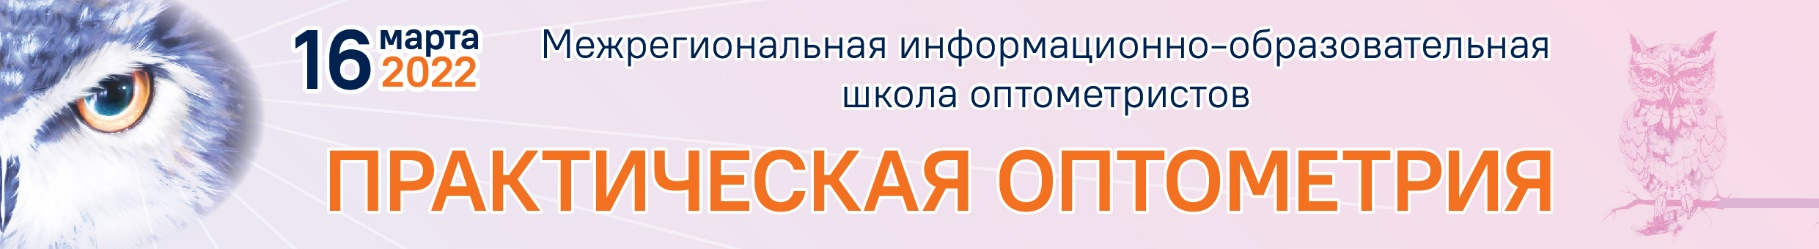 16 марта
2022
Межрегиональная информационно-образовательная
школа оптометристов
ПРАКТИЧЕСКАЯ ОПТОМЕТРИЯ